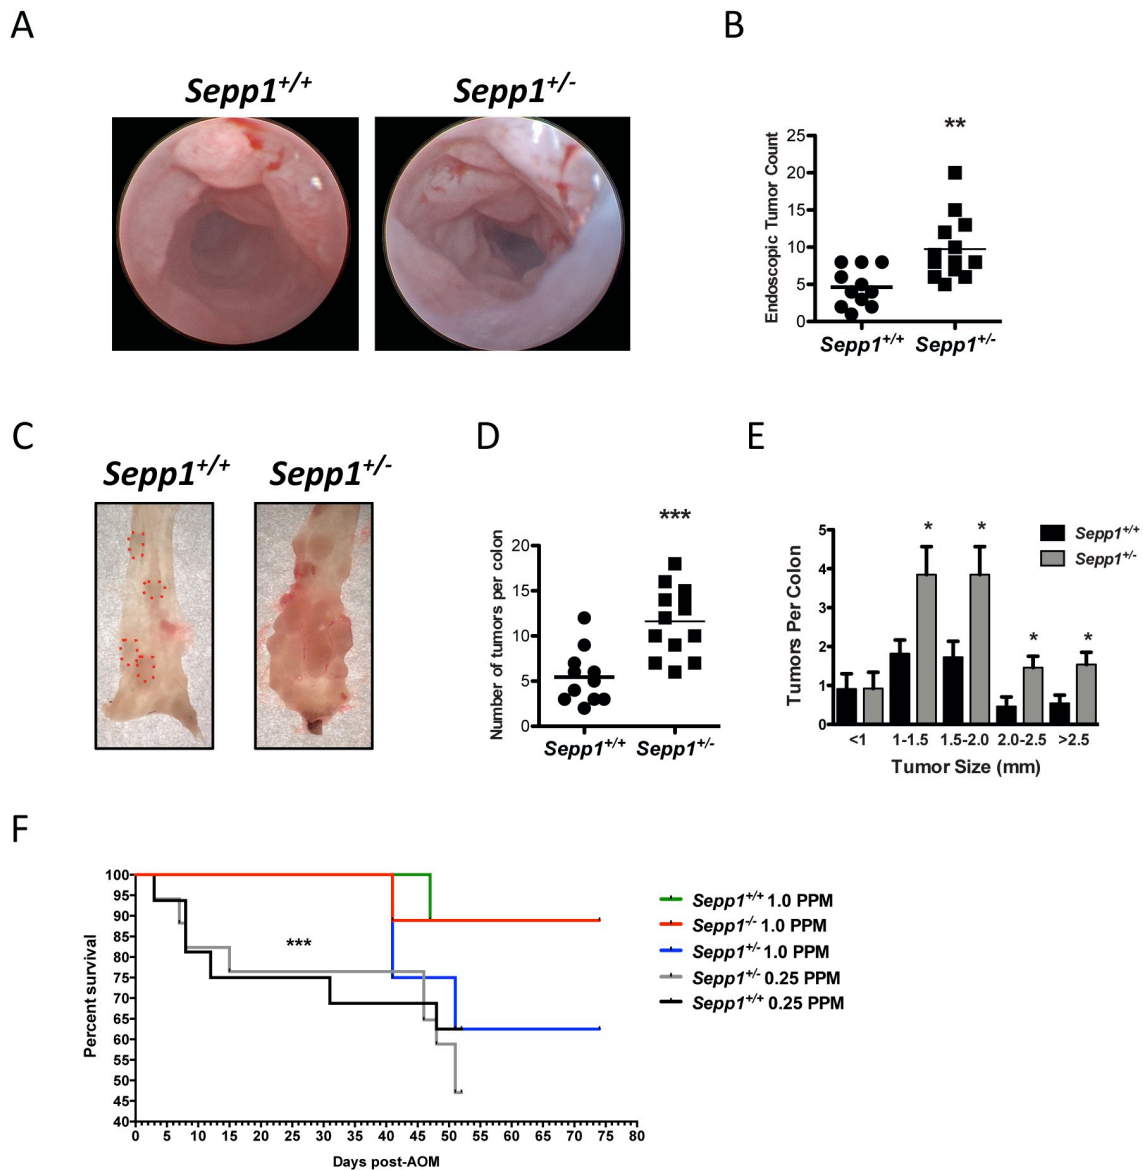 A
B
Sepp1+/+
Sepp1+/-
**
Endoscopic Tumor Count
25
20
15
10
5
0
Sepp1+/+ Sepp1+/-
C
D
E
Sepp1+/+
Sepp1+/-
***
Number of tumors per colon
20
15
10
5
0
Sepp1+/+ Sepp1+/-
Tumors Per Colon
5
4
3
2
1
0
* * * *
Sepp1+/+
Sepp1+/-
<1 1-1.5 1.5-2.0 2.0-2.5 >2.5
Tumor Size (mm)
F
Percent survival
100
95
90
85
80
75
70
65
60
55
50
45
40
***
0 5 10 15 20 25 30 35 40 45 50 55 60 65 70 75 80
Days post-AOM
Sepp1+/+ 1.0 PPM
Sepp1-/- 1.0 PPM
Sepp1+/- 1.0 PPM
Sepp1+/- 0.25 PPM
Sepp1+/+ 0.25 PPM